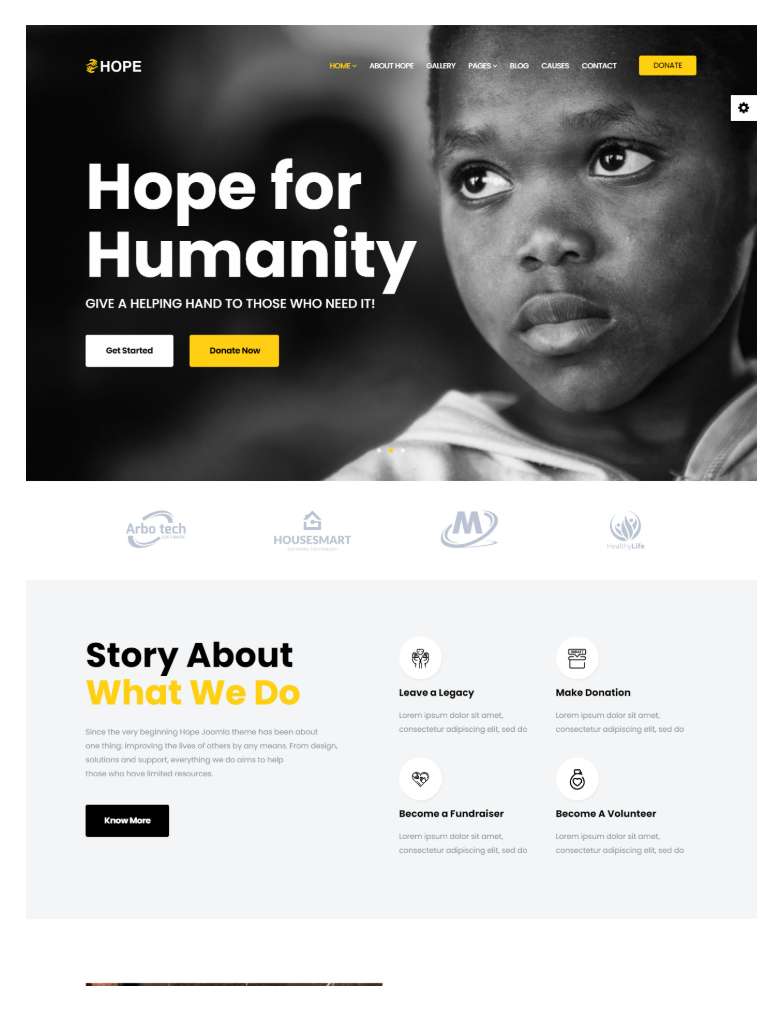 HOPE
HOME ABOUT HOPE GALLERY PAGES BLOG CAUSES CONTACT DONATE
Hope for
Humanity
GIVE A HELPING HAND TO THOSE WHO NEED IT!
Get Started Donate Now
Arbo tech
HOUSESMART
M
HealthyLife
Story About
What We Do
Since the very beginning Hope Joomla theme has been about
one thing: improving the lives of others by any means. From design,
solutions and support, everything we do aims to help
those who have limited resources.
Know More
Leave a Legacy
Lorem ipsum dolor sit amet,
consectetur adipiscing elit, sed do
Make Donation
Lorem ipsum dolor sit amet,
consectetur adipiscing elit, sed do
Become a Fundraiser
Lorem ipsum dolor sit amet,
consectetur adipiscing elit, sed do
Become A Volunteer
Lorem ipsum dolor sit amet,
consectetur adipiscing elit, sed do